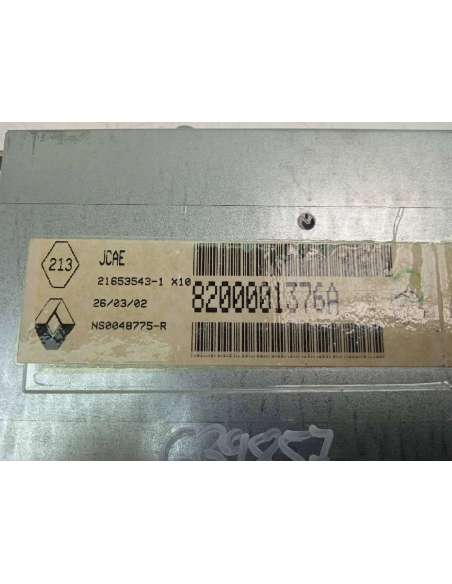 213
JCAE
21653543-1 X10
26/03/02
8200001376A
NS0048775-R